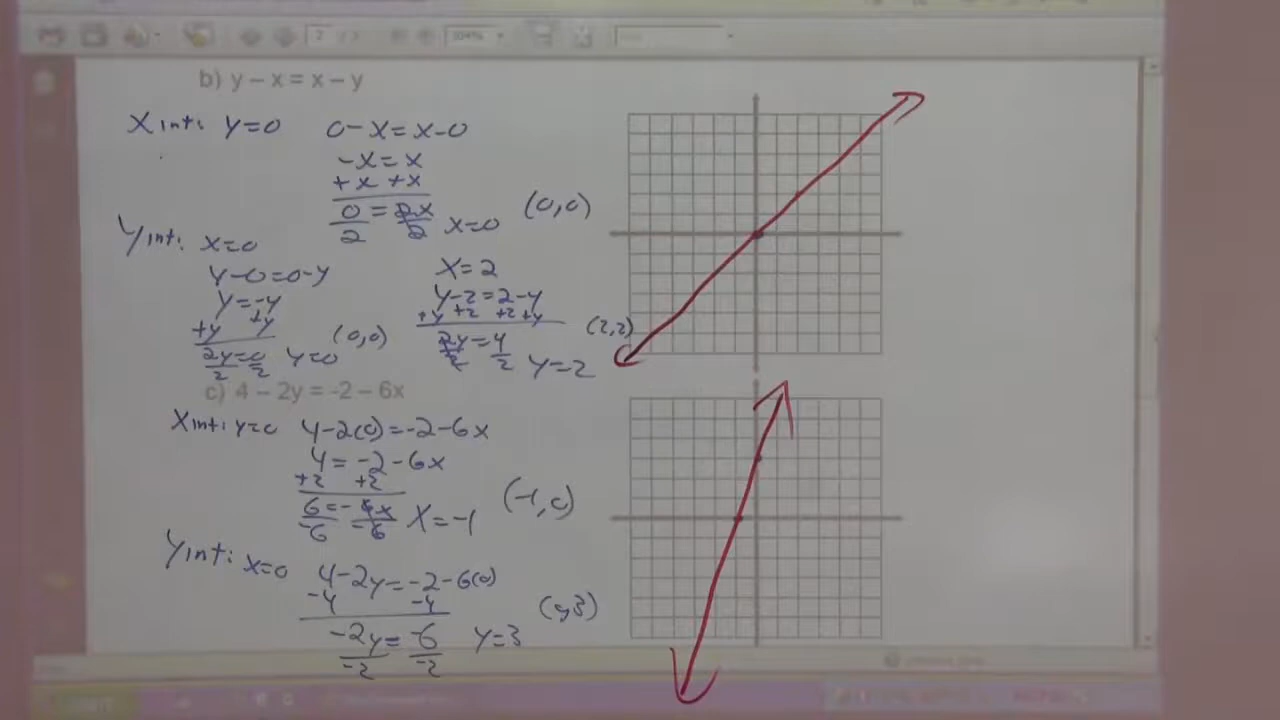 2
104%
b) y – x = x – y
X int: y=0
0-x=x-0
-x=x
+x +x
0/2 = 2x/2 x=0 (0,0)
Y int: x=0
y-0=0-y
y=-y
+y +y
2y/2=0/2 y=0 (0,0)
x=2
y-2=2-y
+y +2 +2 +y
2y/2=4/2 y=2 (2,2)
c) 4 – 2y = -2 – 6x
X int: y=0
4-2(0)=-2-6x
4=-2-6x
+2 +2
6/-6=-6x/-6 X=-1 (-1,0)
Y int: x=0
4-2y=-2-6(0)
-4 -4
-2y/-2=-6/-2 y=3 (0,3)